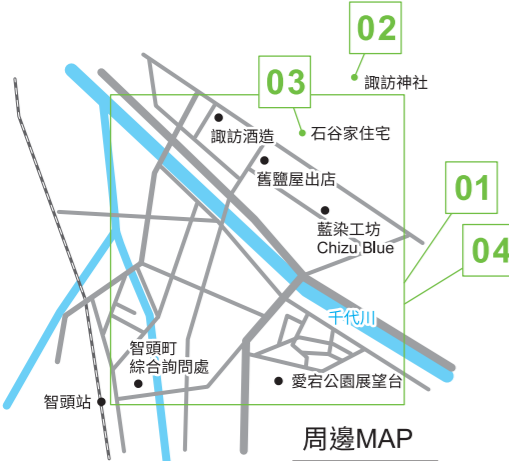 02
諏訪神社
03
諏訪酒造
石谷家住宅
舊鹽屋出店
01
藍染工坊
Chizu Blue
04
千代川
智頭町
綜合詢問處
愛宕公園展望台
智頭站
周邊MAP